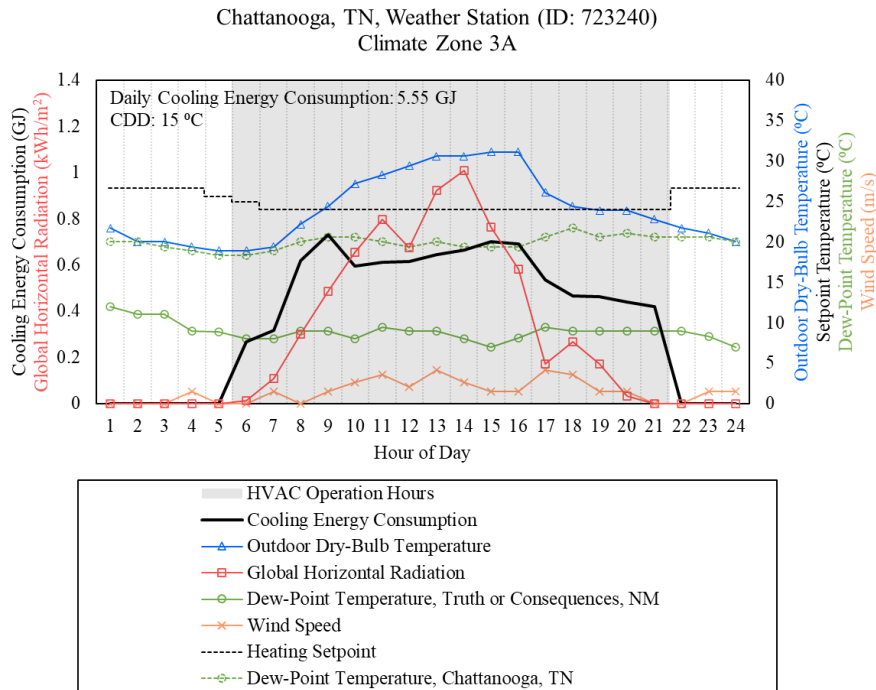 Chattanooga, TN, Weather Station (ID: 723240)
Climate Zone 3A
Cooling Energy Consumption (GJ)
Global Horizontal Radiation (kWh/m²)
1.4
1.2
1
0.8
0.6
0.4
0.2
0
Daily Cooling Energy Consumption: 5.55 GJ
CDD: 15 ºC
40
35
30
25
20
15
10
5
0
Outdoor Dry-Bulb Temperature (ºC)
Setpoint Temperature (ºC)
Dew-Point Temperature (ºC)
Wind Speed (m/s)
1 2 3 4 5 6 7 8 9 10 11 12 13 14 15 16 17 18 19 20 21 22 23 24
Hour of Day
HVAC Operation Hours
Cooling Energy Consumption
Outdoor Dry-Bulb Temperature
Global Horizontal Radiation
Dew-Point Temperature, Truth or Consequences, NM
Wind Speed
Heating Setpoint
Dew-Point Temperature, Chattanooga, TN